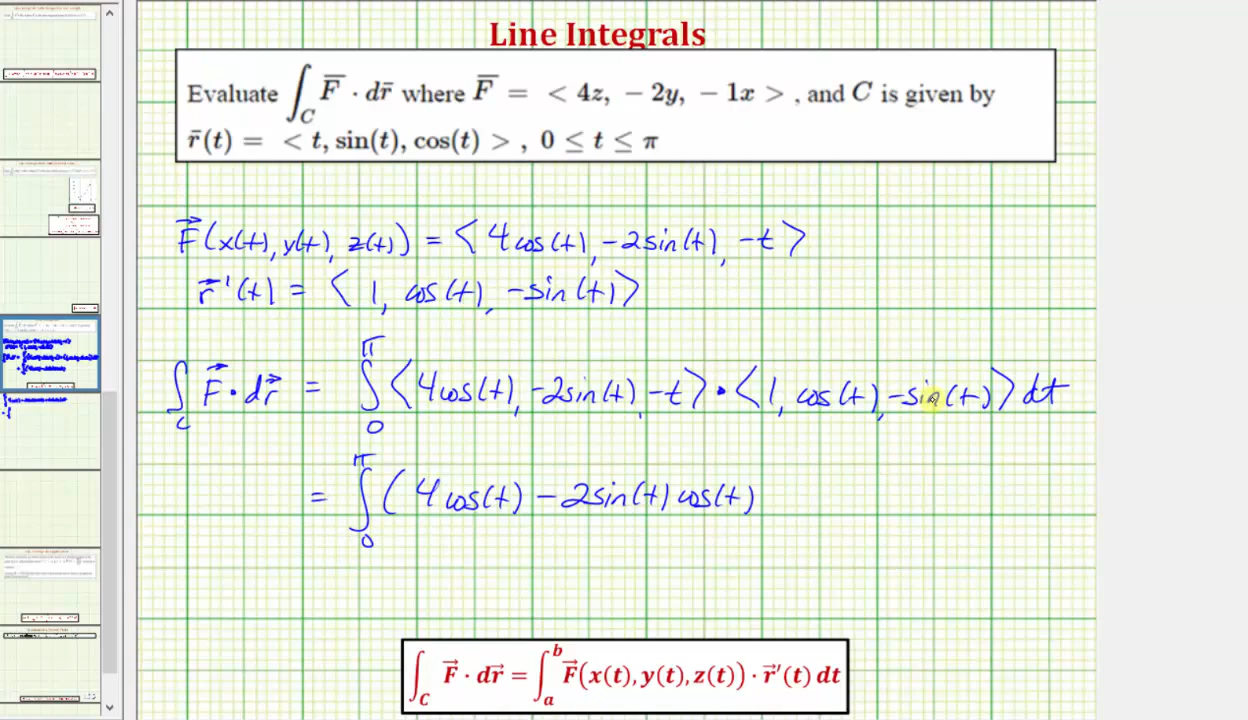 Line Integrals
Evaluate ∫_C F̅ · dr̅ where F̅ = < 4z, − 2y, − 1x > , and C is given by
r̅(t) = < t, sin(t), cos(t) > , 0 ≤ t ≤ π
F⃗(x(t), y(t), z(t)) = ⟨4cos(t), −2sin(t), −t⟩
r⃗'(t) = ⟨1, cos(t), −sin(t)⟩
∫_C F⃗ · dr⃗ = ∫_0^π ⟨4cos(t), −2sin(t), −t⟩ · ⟨1, cos(t), −sin(t)⟩ dt
= ∫_0^π (4cos(t) − 2sin(t)cos(t)
∫_C F⃗ · dr⃗ = ∫_a^b F⃗(x(t), y(t), z(t)) · r⃗'(t) dt